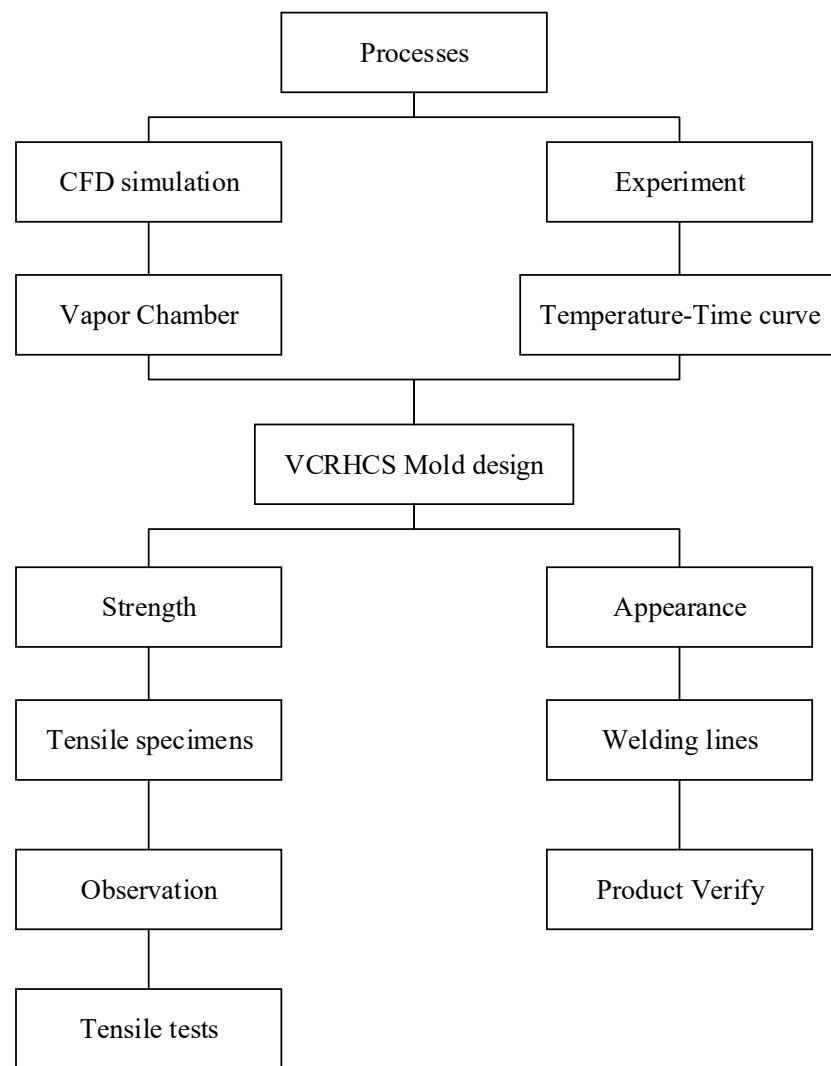 Processes
CFD simulation
Experiment
Vapor Chamber
Temperature-Time curve
VCRHCS Mold design
Strength
Appearance
Tensile specimens
Welding lines
Observation
Product Verify
Tensile tests